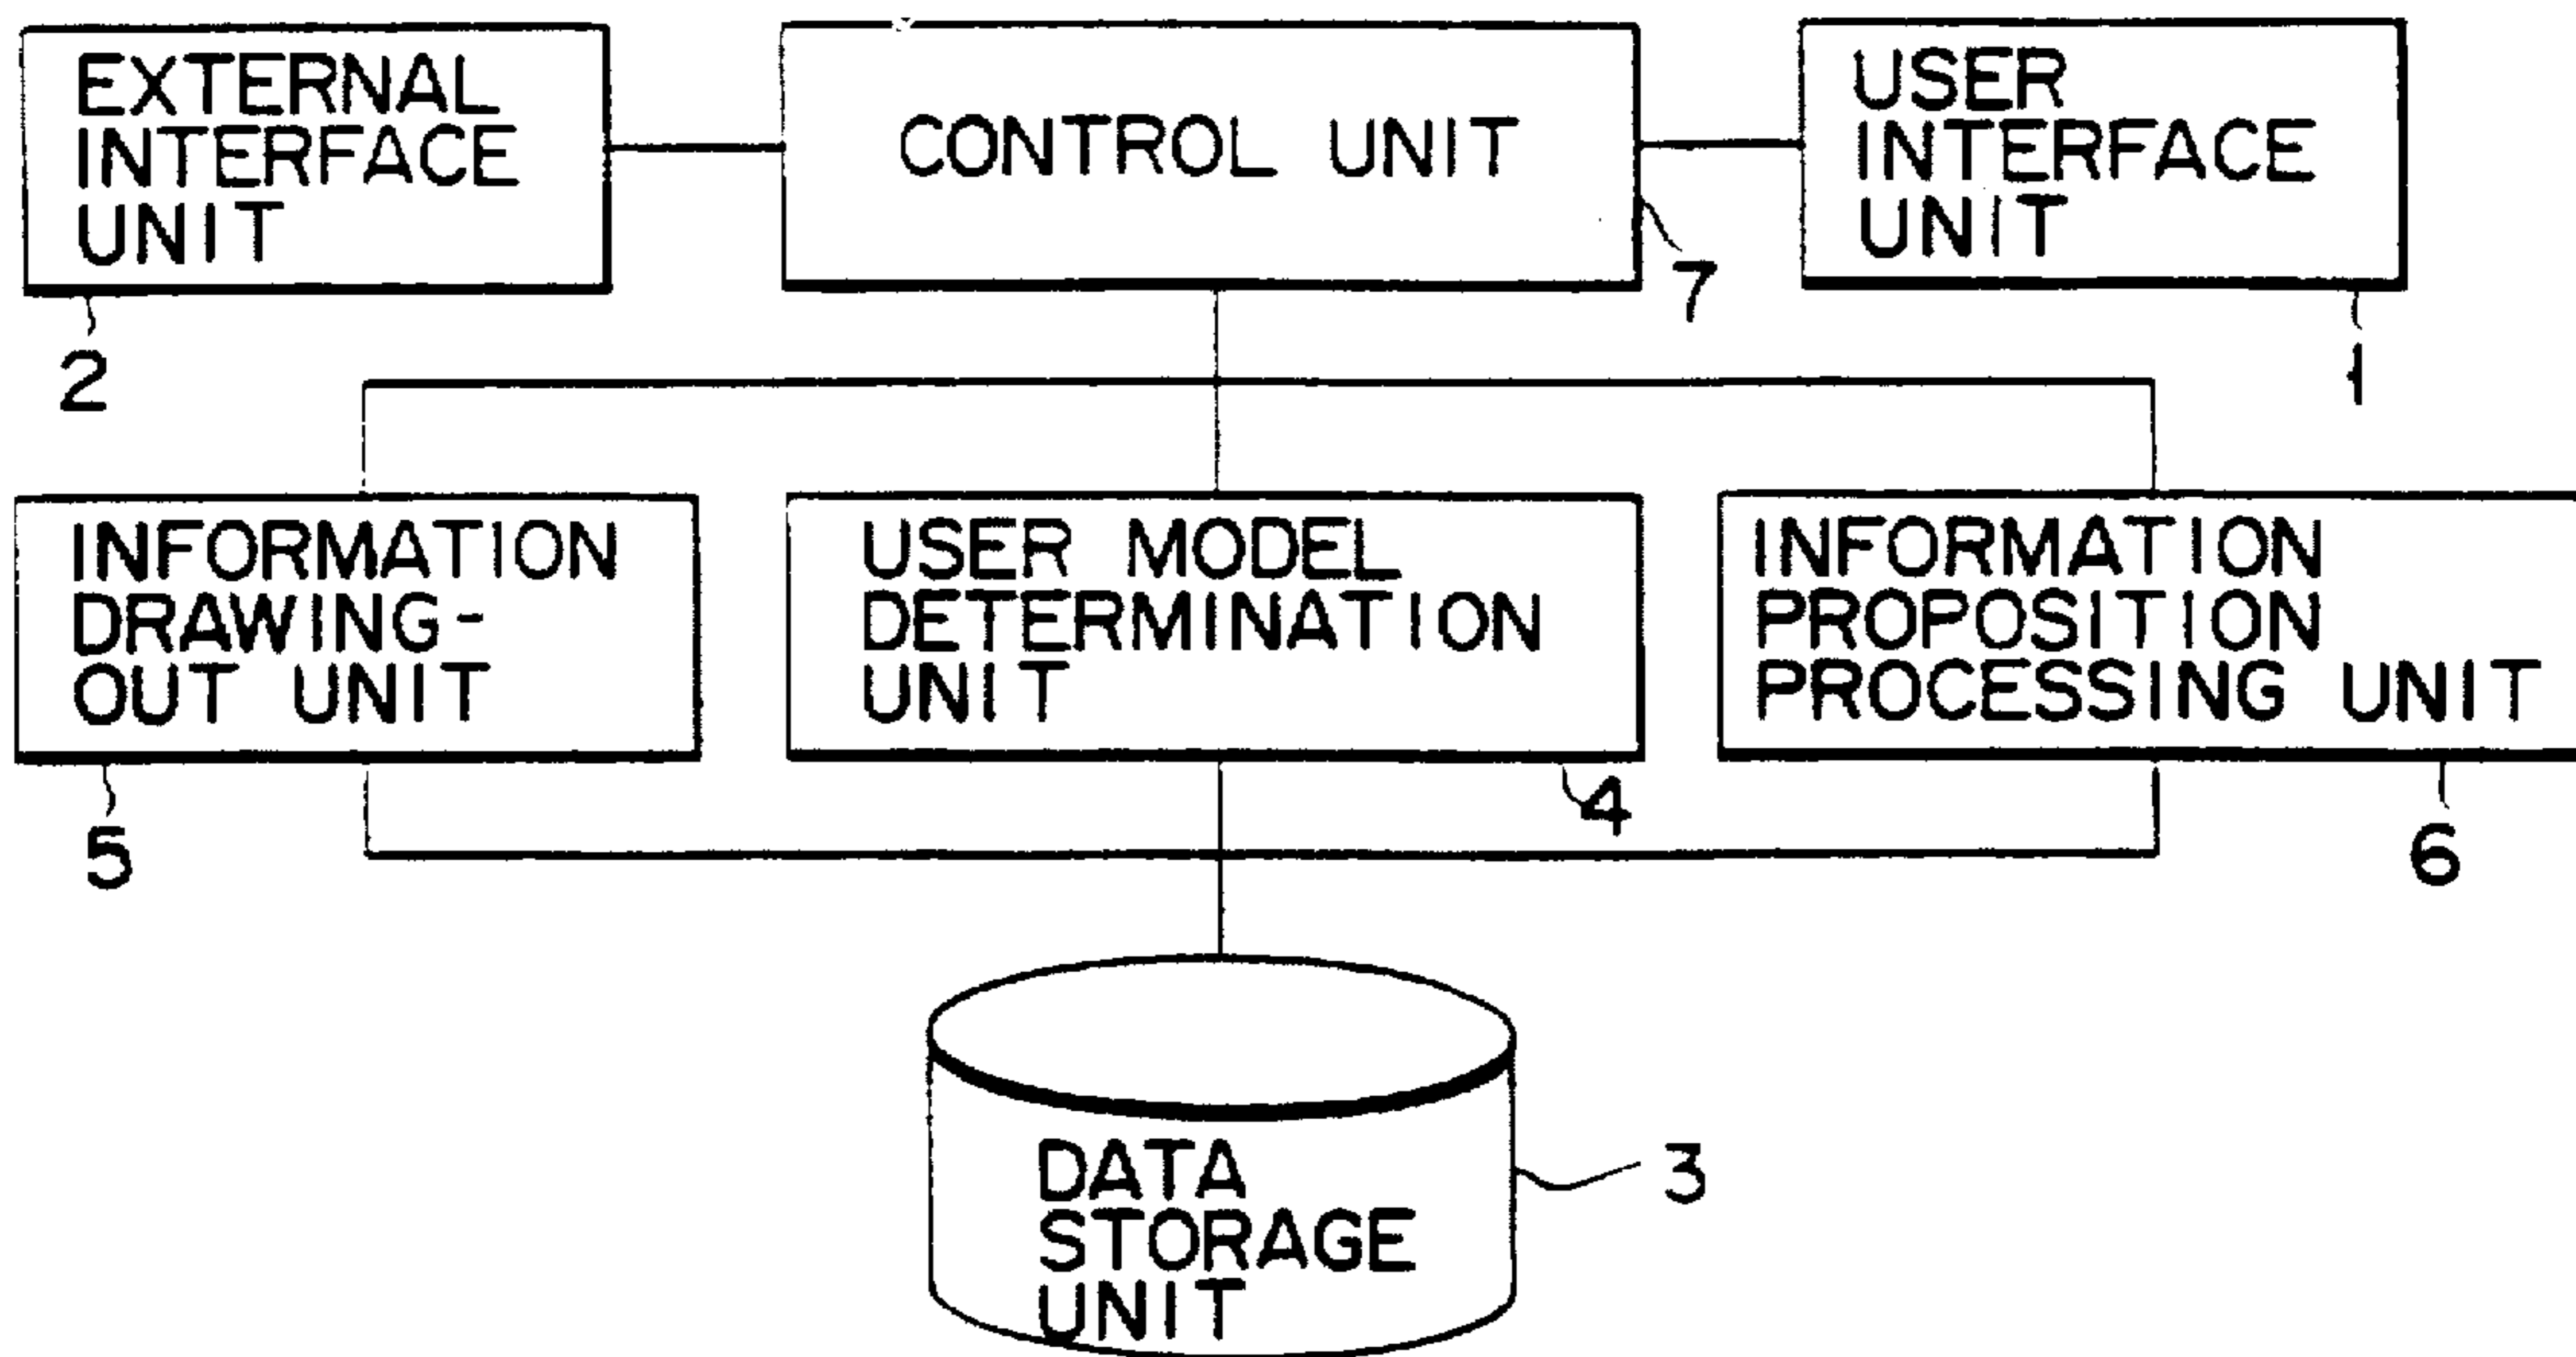 EXTERNAL
INTERFACE
UNIT
CONTROL UNIT
USER
INTERFACE
UNIT
7
2
1
INFORMATION
DRAWING-
OUT UNIT
USER MODEL
DETERMINATION
UNIT
INFORMATION
PROPOSITION
PROCESSING UNIT
5
4
6
DATA
STORAGE
UNIT
3